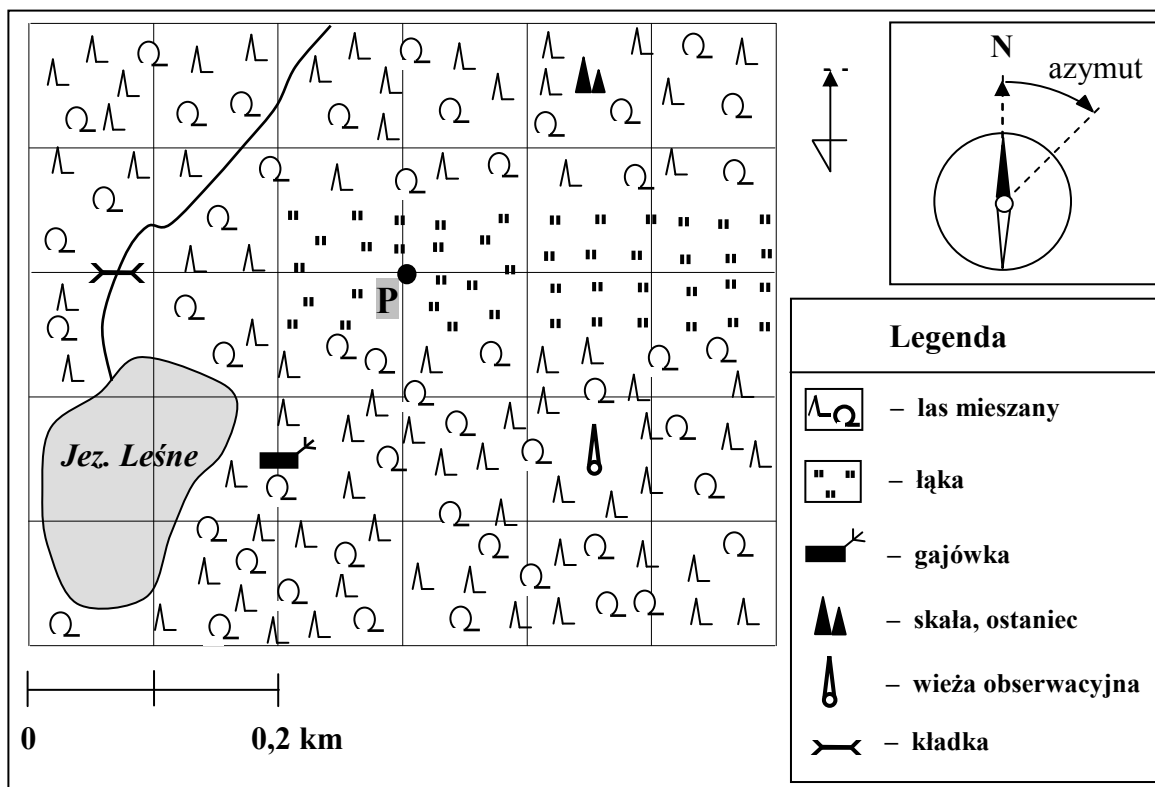 N
azymut
P
Jez. Leśne
0
0,2 km
Legenda
– las mieszany
– łąka
– gajówka
– skała, ostaniec
– wieża obserwacyjna
– kładka